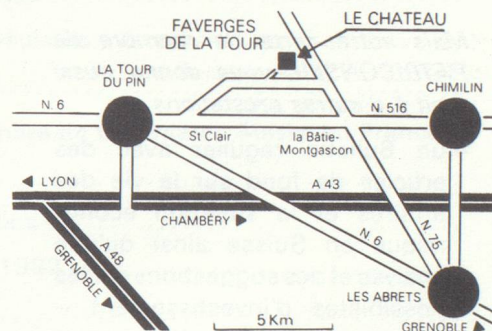 FAVERGES
DE LA TOUR
LE CHATEAU
LA TOUR
DU PIN
CHIMILIN
N. 6
N. 516
St Clair
la Bâtie-
Montgascon
LYON
A 43
CHAMBÉRY
A 48
GRENOBLE
N. 6
N. 75
LES ABRETS
5 Km
GRENOBLE